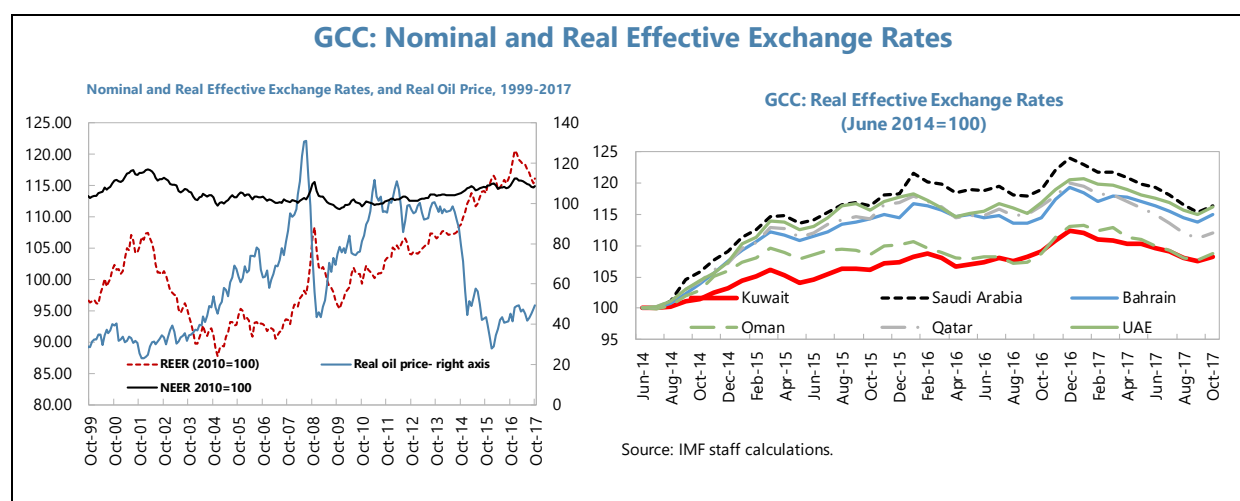 GCC: Nominal and Real Effective Exchange Rates
Nominal and Real Effective Exchange Rates, and Real Oil Price, 1999-2017
125.00
120.00
115.00
110.00
105.00
100.00
95.00
90.00
85.00
80.00
140
120
100
80
60
40
20
0
REER (2010=100)
Real oil price- right axis
NEER 2010=100
Oct-99
Oct-00
Oct-01
Oct-02
Oct-03
Oct-04
Oct-05
Oct-06
Oct-07
Oct-08
Oct-09
Oct-10
Oct-11
Oct-12
Oct-13
Oct-14
Oct-15
Oct-16
Oct-17
GCC: Real Effective Exchange Rates
(June 2014=100)
125
120
115
110
105
100
95
Kuwait
Saudi Arabia
Bahrain
Oman
Qatar
UAE
Jun-14
Aug-14
Oct-14
Dec-14
Feb-15
Apr-15
Jun-15
Aug-15
Oct-15
Dec-15
Feb-16
Apr-16
Jun-16
Aug-16
Oct-16
Dec-16
Feb-17
Apr-17
Jun-17
Aug-17
Oct-17
Source: IMF staff calculations.